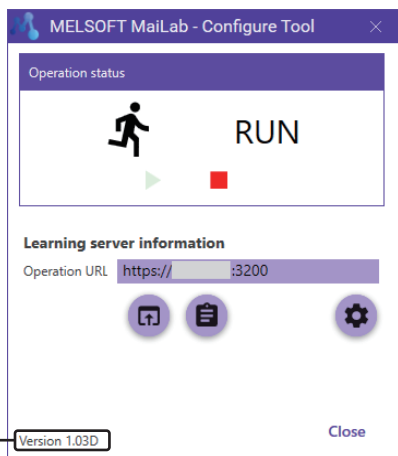 MELSOFT MaiLab - Configure Tool
Operation status
RUN
Learning server information
Operation URL https:// :3200
Close
Version 1.03D